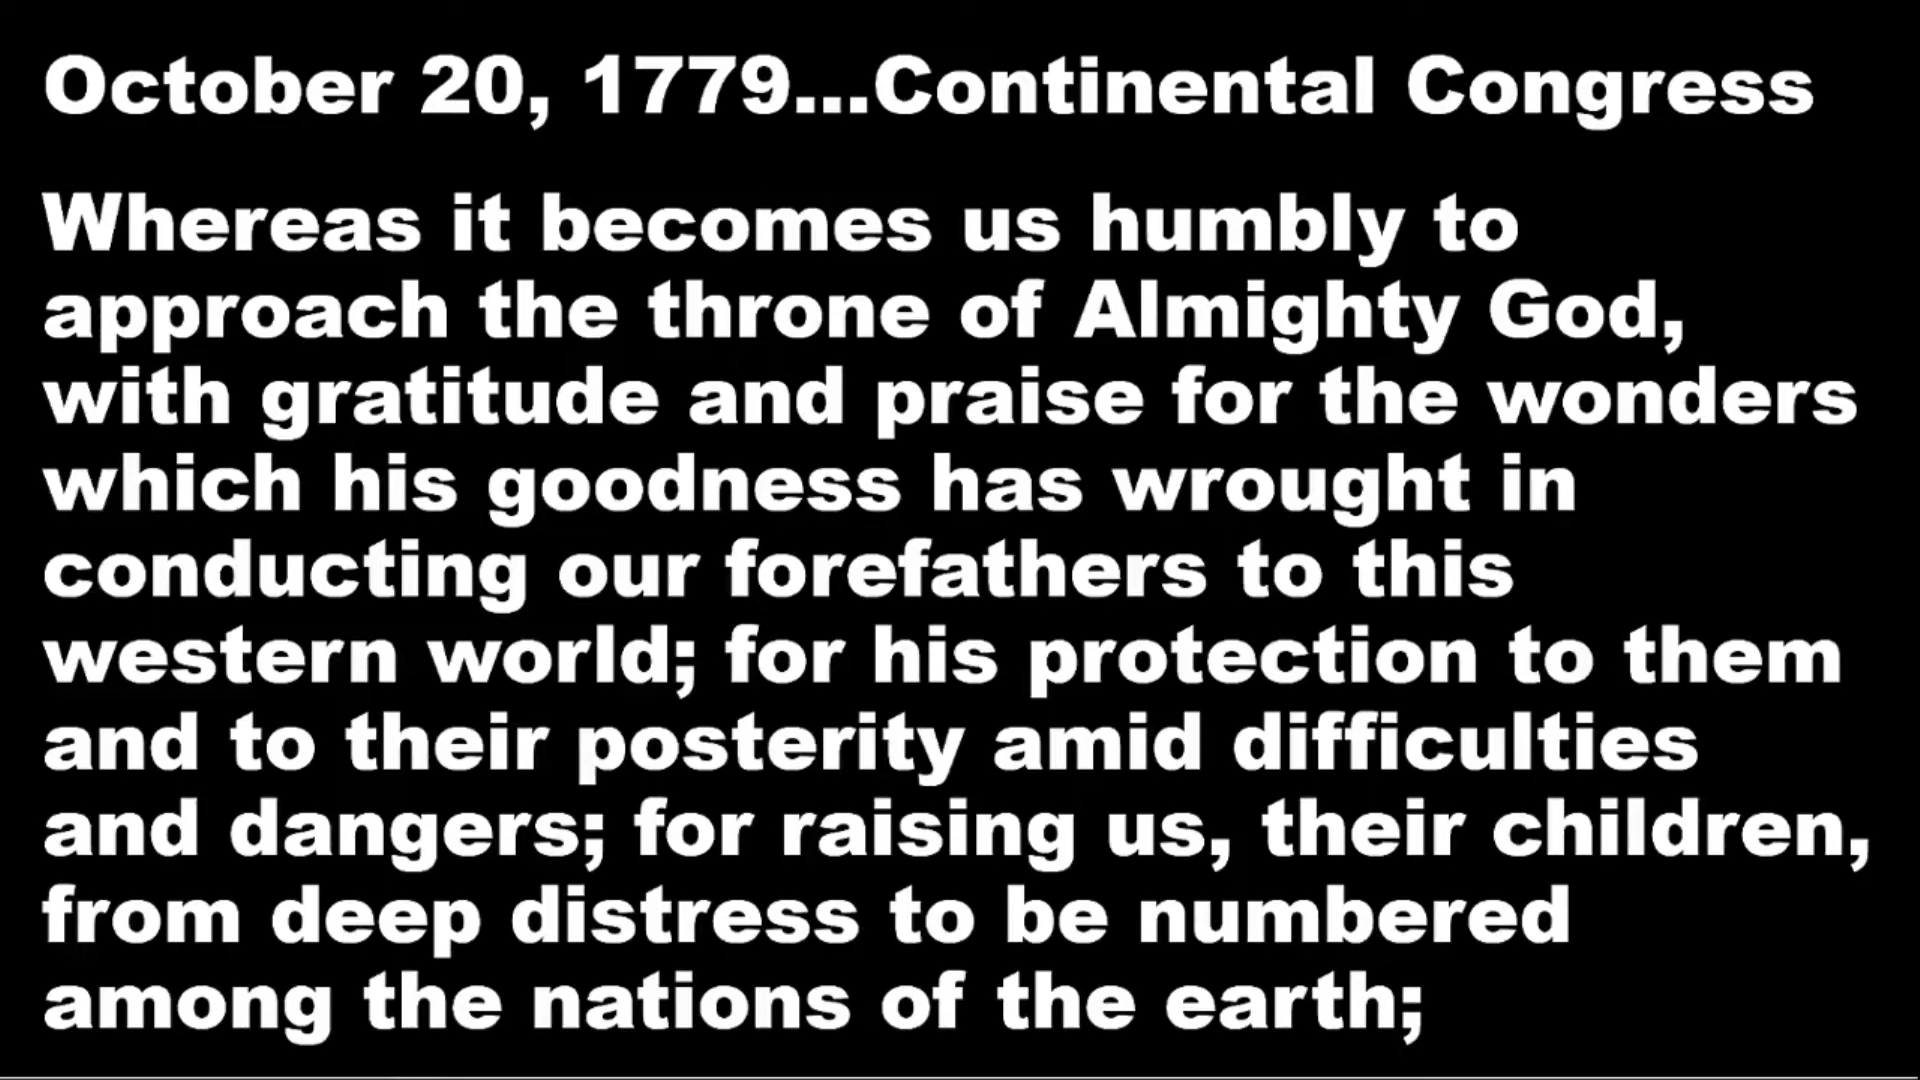 October 20, 1779...Continental Congress
Whereas it becomes us humbly to
approach the throne of Almighty God,
with gratitude and praise for the wonders
which his goodness has wrought in
conducting our forefathers to this
western world; for his protection to them
and to their posterity amid difficulties
and dangers; for raising us, their children,
from deep distress to be numbered
among the nations of the earth;